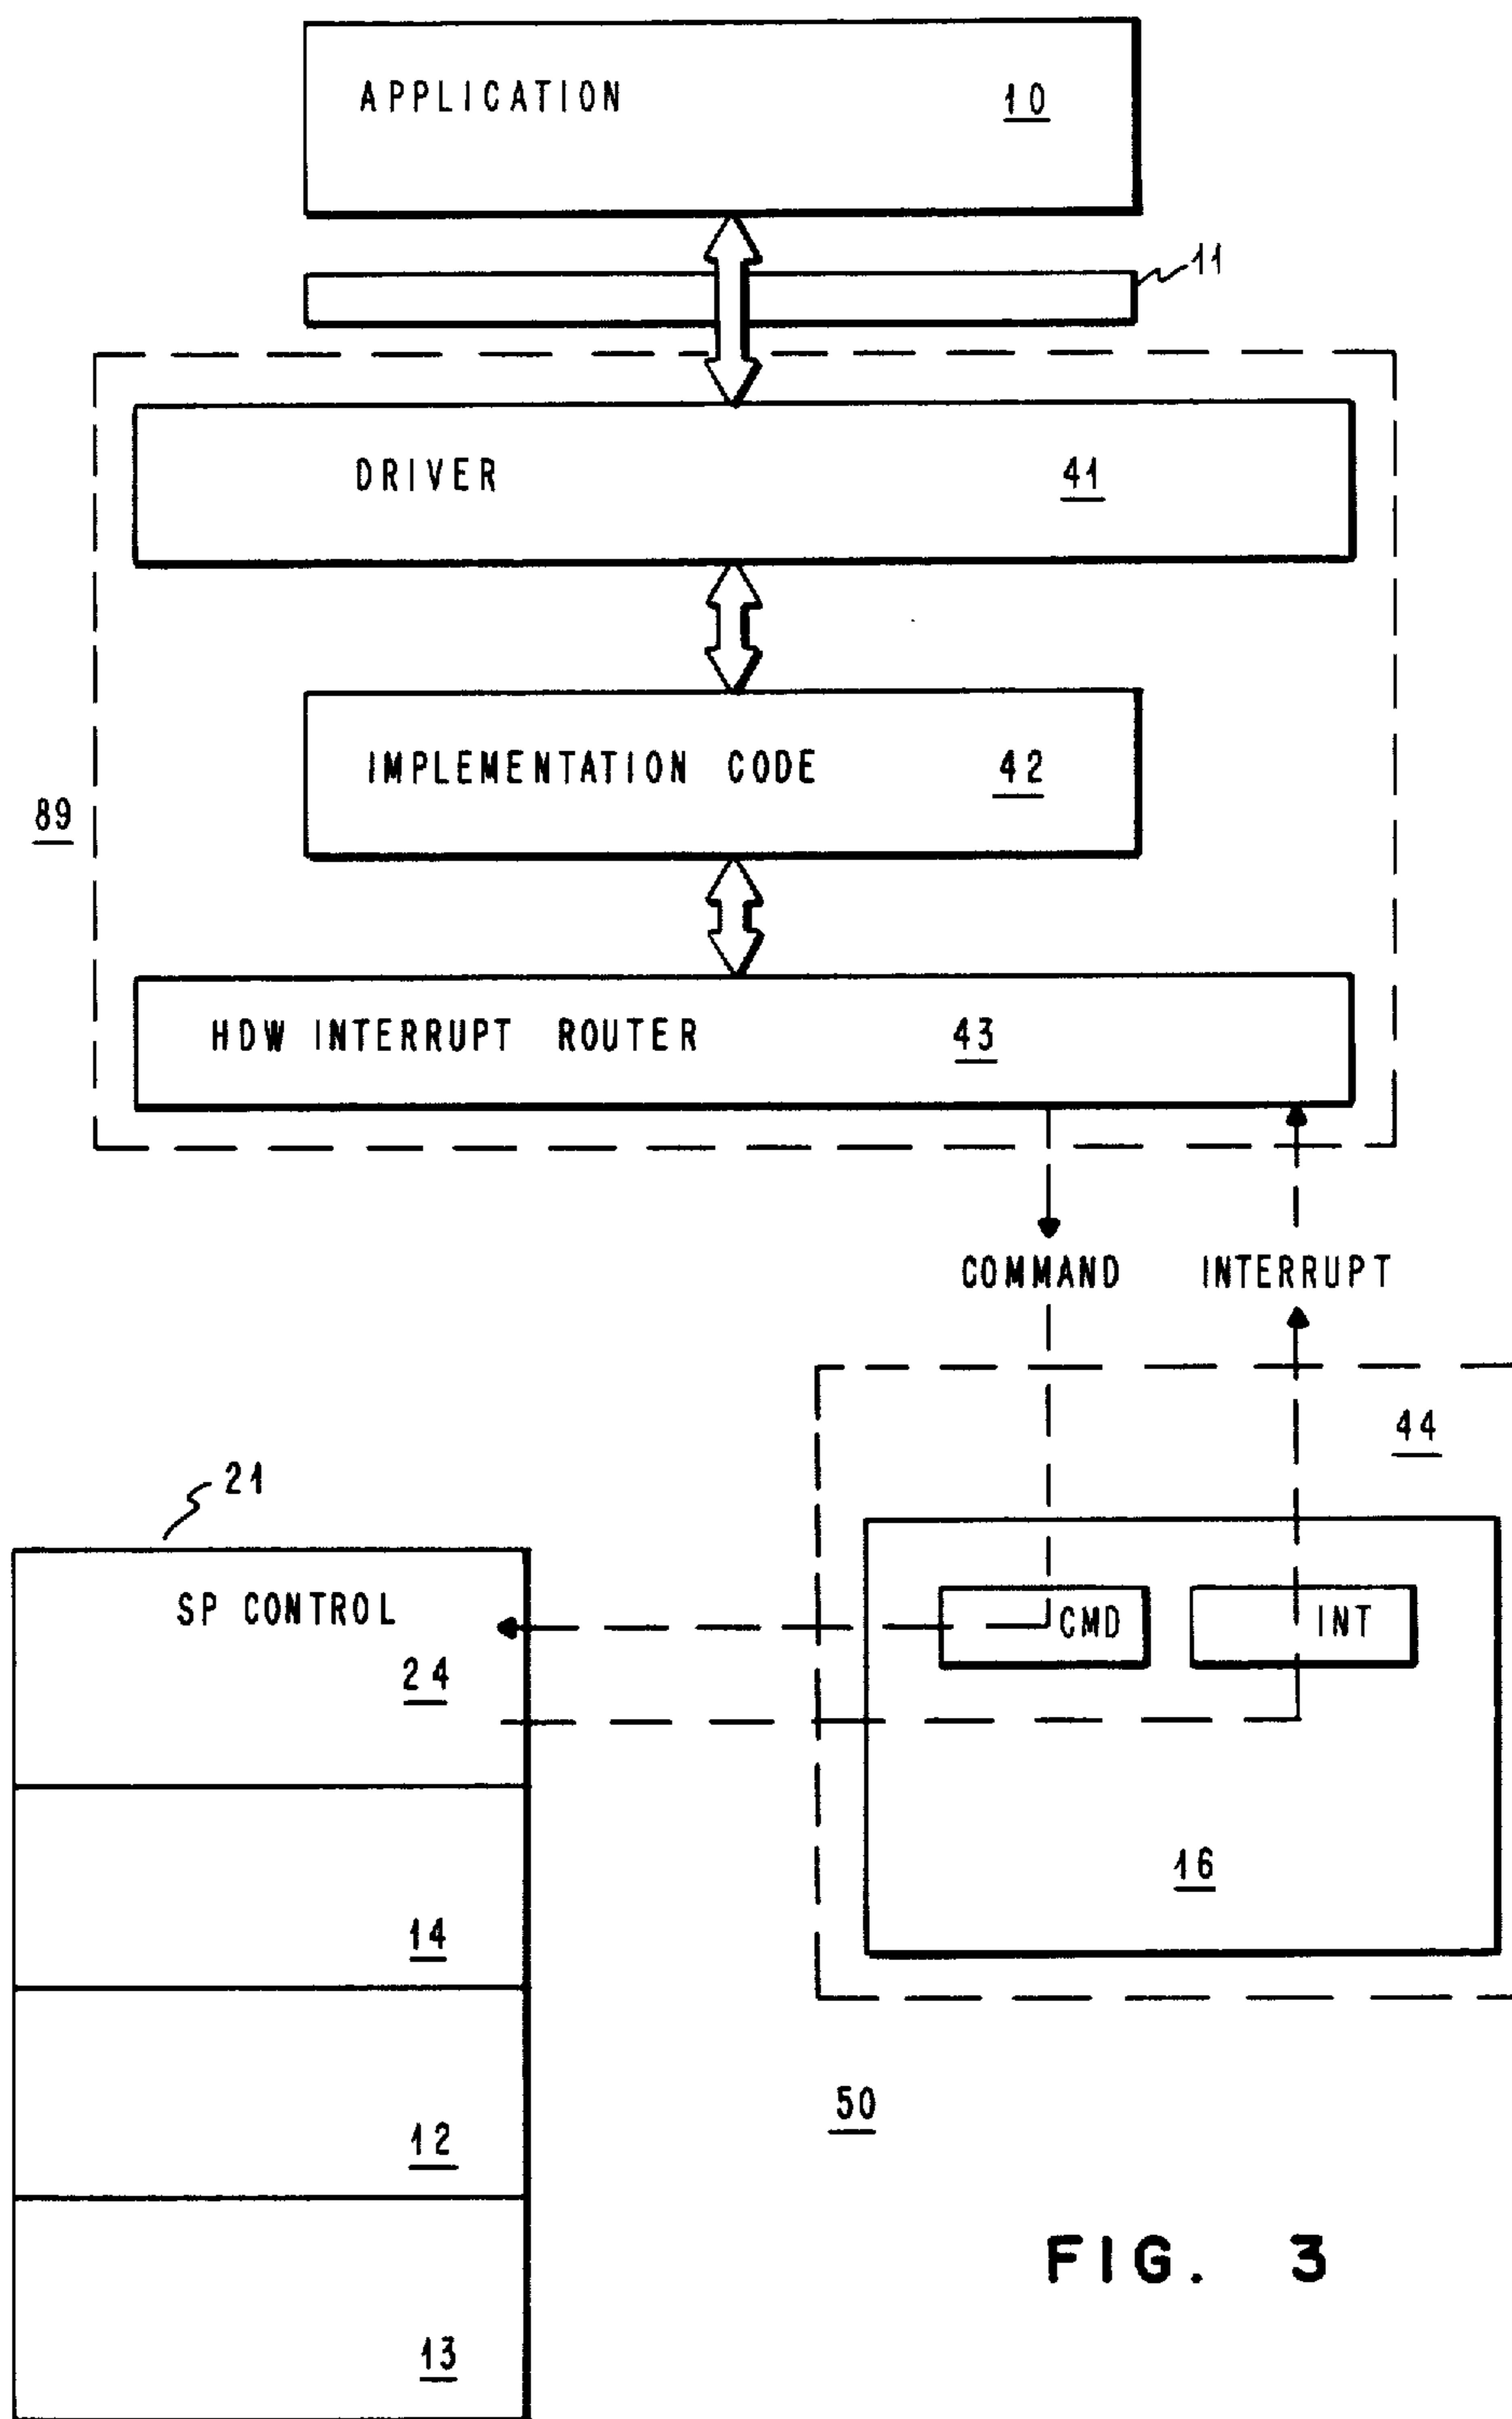 APPLICATION 10
11
DRIVER 41
IMPLEMENTATION CODE 42
89
HDW INTERRUPT ROUTER 43
COMMAND INTERRUPT
44
21
SP CONTROL
24
CMD INT
16
14
12
50
13
FIG. 3